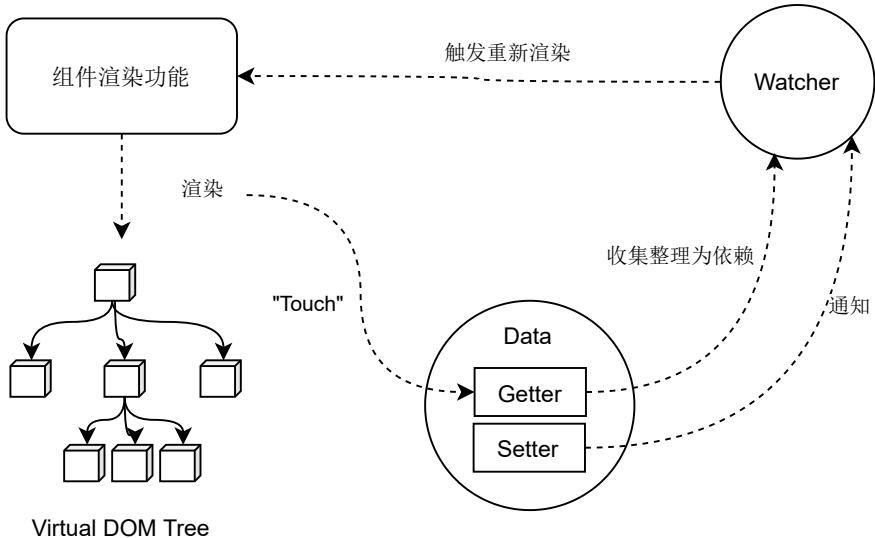 组件渲染功能
触发重新渲染
Watcher
渲染
收集整理为依赖
"Touch"
通知
Data
Getter
Setter
Virtual DOM Tree